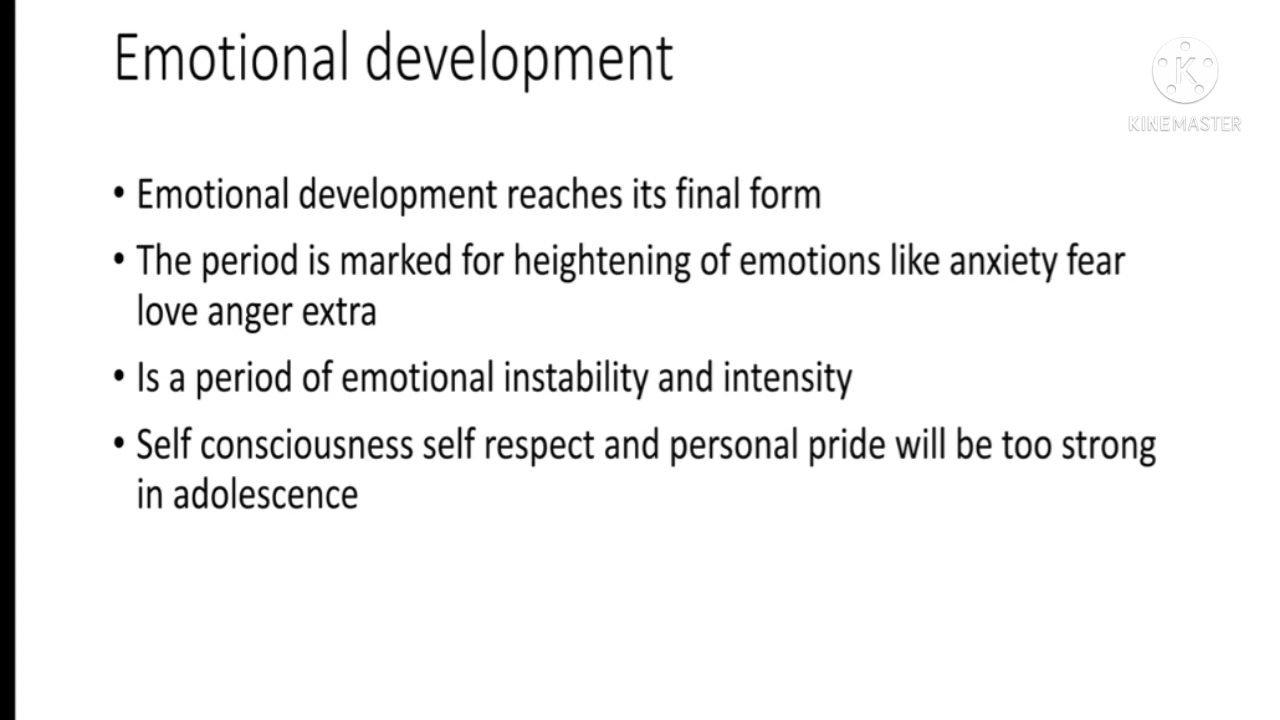 Emotional development
K
KINEMASTER
• Emotional development reaches its final form
• The period is marked for heightening of emotions like anxiety fear
love anger extra
• Is a period of emotional instability and intensity
• Self consciousness self respect and personal pride will be too strong
in adolescence